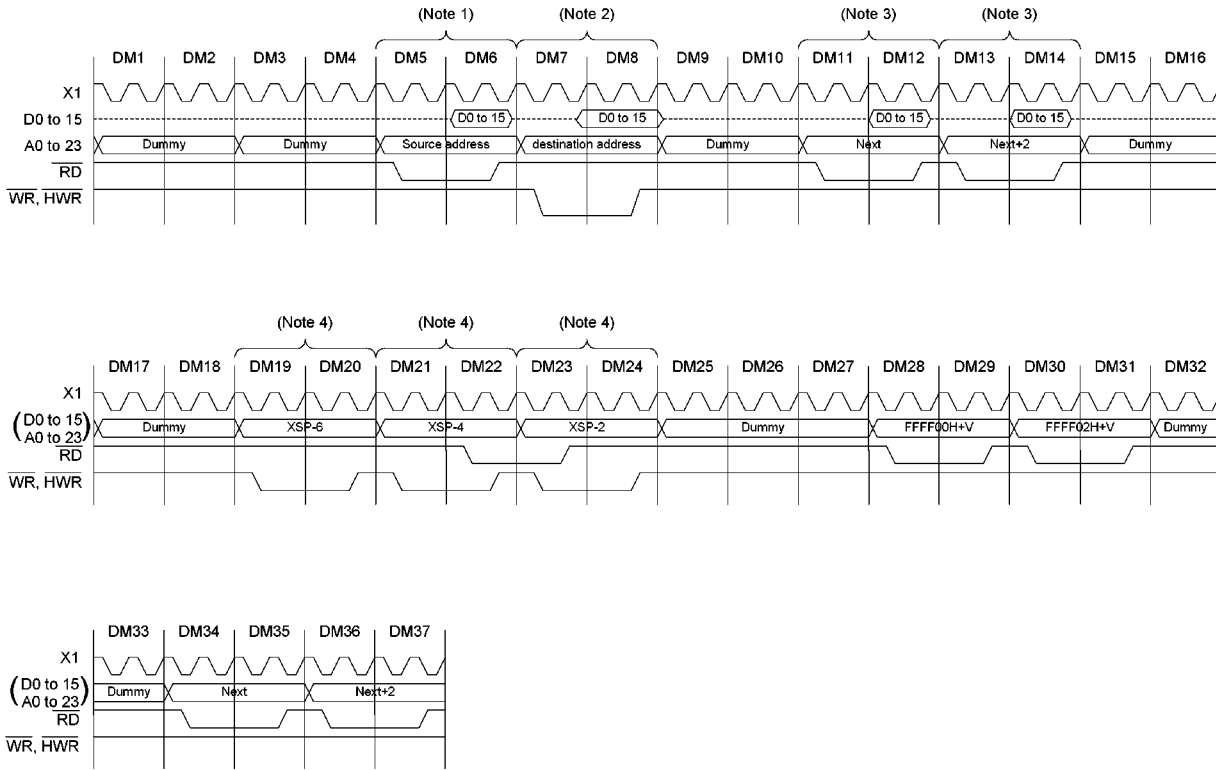 (Note 1) (Note 2) (Note 3) (Note 3)
DM1 DM2 DM3 DM4 DM5 DM6 DM7 DM8 DM9 DM10 DM11 DM12 DM13 DM14 DM15 DM16
X1
D0 to 15 D0 to 15 D0 to 15 D0 to 15 D0 to 15
A0 to 23 Dummy Dummy Source address destination address Dummy Next Next+2 Dummy
RD
WR, HWR
(Note 4) (Note 4) (Note 4)
DM17 DM18 DM19 DM20 DM21 DM22 DM23 DM24 DM25 DM26 DM27 DM28 DM29 DM30 DM31 DM32
X1
(D0 to 15
A0 to 23) Dummy XSP-6 XSP-4 XSP-2 Dummy FFFF00H+V FFFF02H+V Dummy
RD
WR, HWR
DM33 DM34 DM35 DM36 DM37
X1
(D0 to 15
A0 to 23) Dummy Next Next+2
RD
WR, HWR